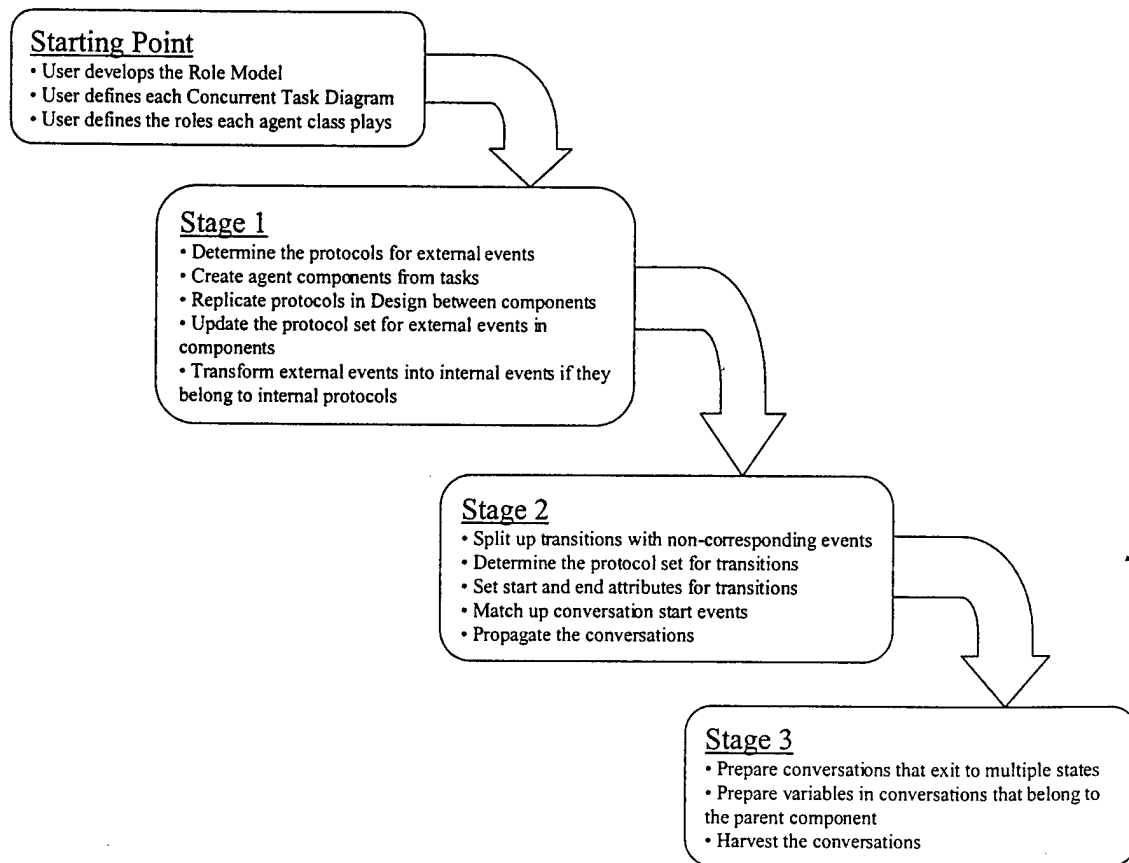 Starting Point
• User develops the Role Model
• User defines each Concurrent Task Diagram
• User defines the roles each agent class plays
Stage 1
• Determine the protocols for external events
• Create agent components from tasks
• Replicate protocols in Design between components
• Update the protocol set for external events in
components
• Transform external events into internal events if they
belong to internal protocols
Stage 2
• Split up transitions with non-corresponding events
• Determine the protocol set for transitions
• Set start and end attributes for transitions
• Match up conversation start events
• Propagate the conversations
Stage 3
• Prepare conversations that exit to multiple states
• Prepare variables in conversations that belong to
the parent component
• Harvest the conversations